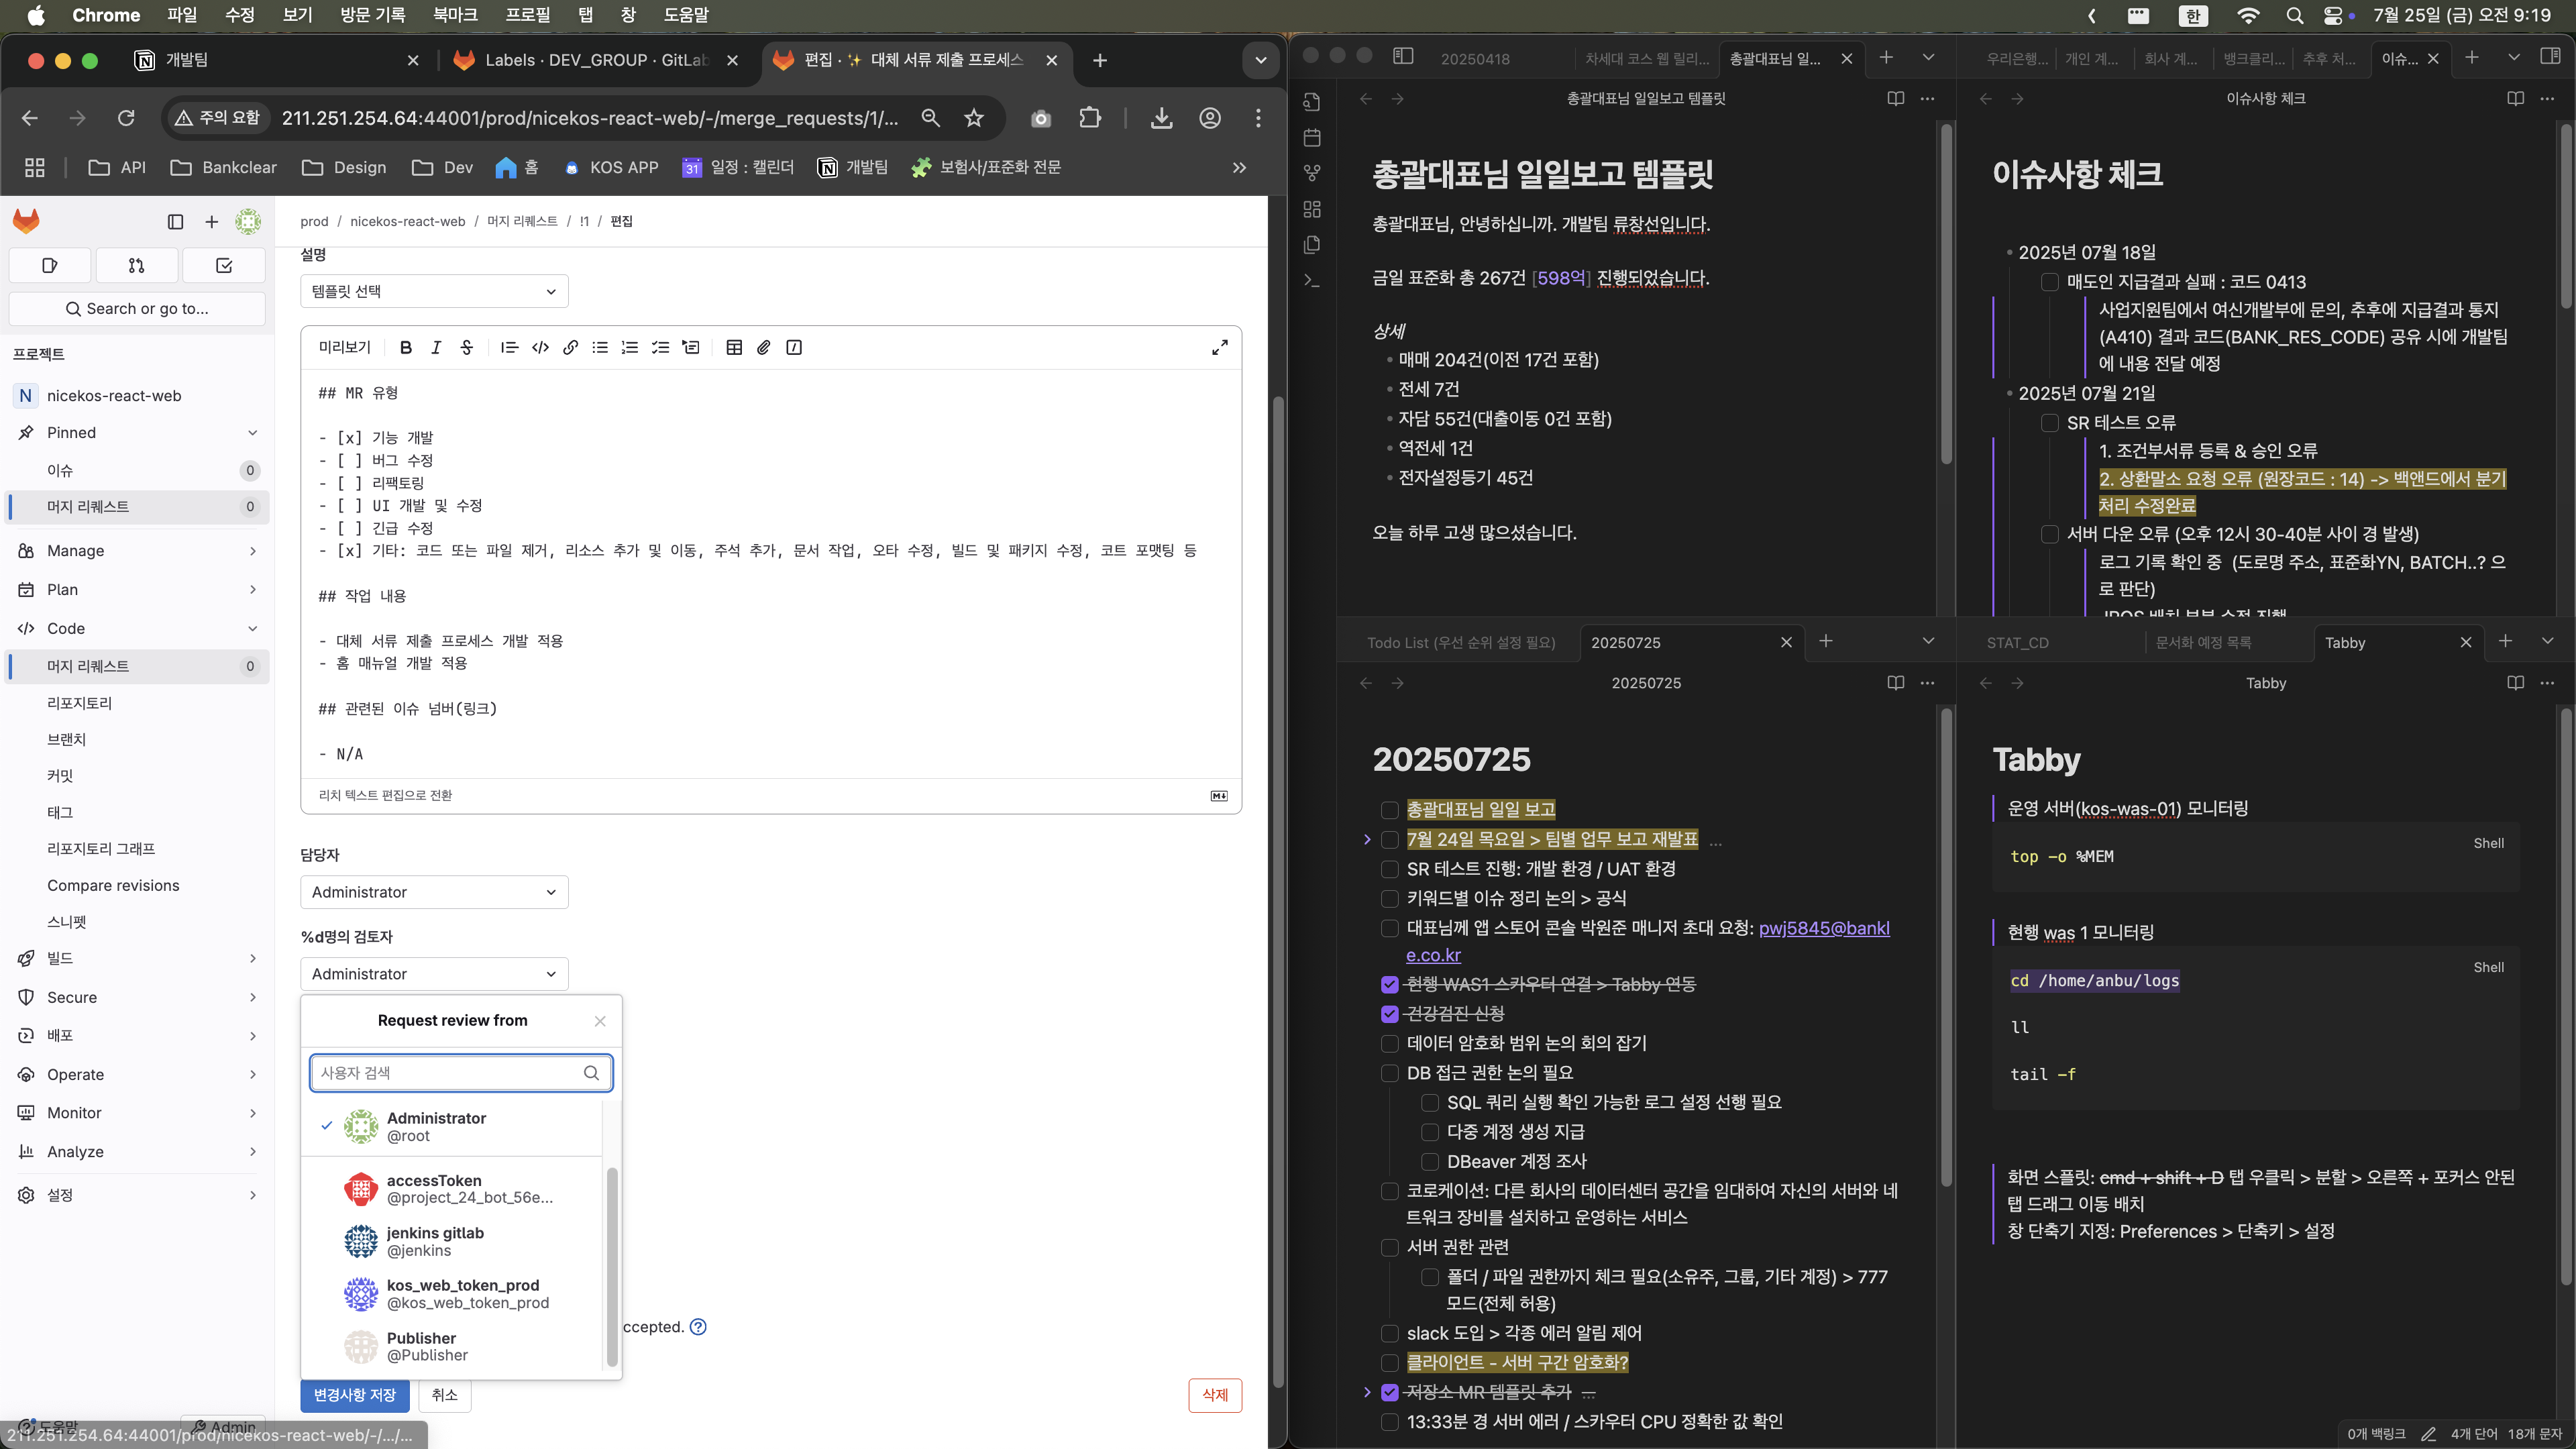 Chrome 파일 수정 보기 방문 기록 북마크 프로필 탭 창 도움말
한 7월 25일 (금) 오전 9:19
개발팀
Labels · DEV_GROUP · GitLab
편집 · ✨ 대체 서류 제출 프로세스
주의 요함 211.251.254.64:44001/prod/nicekos-react-web/-/merge_requests/1/...
API Bankclear Design Dev 홈 KOS APP 31 일정 : 캘린더 개발팀 보험사/표준화 전문
Search or go to...
프로젝트
N nicekos-react-web
Pinned
이슈 0
머지 리퀘스트 0
Manage
Plan
Code
머지 리퀘스트 0
리포지토리
브랜치
커밋
태그
리포지토리 그래프
Compare revisions
스니펫
빌드
Secure
배포
Operate
Monitor
Analyze
설정
도움말 Admin
211.251.254.64:44001/prod/nicekos-react-web/-/.../...
prod / nicekos-react-web / 머지 리퀘스트 / !1 / 편집
설명
템플릿 선택
미리보기
## MR 유형
- [x] 기능 개발
- [ ] 버그 수정
- [ ] 리팩토링
- [ ] UI 개발 및 수정
- [ ] 긴급 수정
- [x] 기타: 코드 또는 파일 제거, 리소스 추가 및 이동, 주석 추가, 문서 작업, 오타 수정, 빌드 및 패키지 수정, 코트 포맷팅 등
## 작업 내용
- 대체 서류 제출 프로세스 개발 적용
- 홈 매뉴얼 개발 적용
## 관련된 이슈 넘버(링크)
- N/A
리치 텍스트 편집으로 전환
담당자
Administrator
%d명의 검토자
Administrator
Request review from
사용자 검색
Administrator
@root
accessToken
@project_24_bot_56e...
jenkins gitlab
@jenkins
kos_web_token_prod
@kos_web_token_prod
Publisher
@Publisher
ccepted.
변경사항 저장 취소 삭제
20250418 차세대 코스 웹 릴리... 총괄대표님 일...
총괄대표님 일일보고 템플릿
총괄대표님 일일보고 템플릿
총괄대표님, 안녕하십니까. 개발팀 류창선입니다.
금일 표준화 총 267건 [598억] 진행되었습니다.
상세
매매 204건(이전 17건 포함)
전세 7건
자담 55건(대출이동 0건 포함)
역전세 1건
전자설정등기 45건
오늘 하루 고생 많으셨습니다.
우리은행... 개인 계... 회사 계... 뱅크클리... 추후 처... 이슈...
이슈사항 체크
이슈사항 체크
2025년 07월 18일
매도인 지급결과 실패 : 코드 0413
사업지원팀에서 여신개발부에 문의, 추후에 지급결과 통지
(A410) 결과 코드(BANK_RES_CODE) 공유 시에 개발팀
에 내용 전달 예정
2025년 07월 21일
SR 테스트 오류
1. 조건부서류 등록 & 승인 오류
2. 상환말소 요청 오류 (원장코드 : 14) -> 백앤드에서 분기
처리 수정완료
서버 다운 오류 (오후 12시 30-40분 사이 경 발생)
로그 기록 확인 중 (도로명 주소, 표준화YN, BATCH..? 으
로 판단)
IROS 배치 부분 수정 진행
Todo List (우선 순위 설정 필요) 20250725
20250725
20250725
총괄대표님 일일 보고
7월 24일 목요일 > 팀별 업무 보고 재발표 ...
SR 테스트 진행: 개발 환경 / UAT 환경
키워드별 이슈 정리 논의 > 공식
대표님께 앱 스토어 콘솔 박원준 매니저 초대 요청: pwj5845@bankl
e.co.kr
현행 WAS1 스카우터 연결 > Tabby 연동
건강검진 신청
데이터 암호화 범위 논의 회의 잡기
DB 접근 권한 논의 필요
SQL 쿼리 실행 확인 가능한 로그 설정 선행 필요
다중 계정 생성 지급
DBeaver 계정 조사
코로케이션: 다른 회사의 데이터센터 공간을 임대하여 자신의 서버와 네
트워크 장비를 설치하고 운영하는 서비스
서버 권한 관련
폴더 / 파일 권한까지 체크 필요(소유주, 그룹, 기타 계정) > 777
모드(전체 허용)
slack 도입 > 각종 에러 알림 제어
클라이언트 - 서버 구간 암호화?
저장소 MR 템플릿 추가 ...
13:33분 경 서버 에러 / 스카우터 CPU 정확한 값 확인
STAT_CD 문서화 예정 목록 Tabby
Tabby
Tabby
운영 서버(kos-was-01) 모니터링
Shell
top -o %MEM
현행 was 1 모니터링
Shell
cd /home/anbu/logs
ll
tail -f
화면 스플릿: cmd + shift + D 탭 우클릭 > 분할 > 오른쪽 + 포커스 안된
탭 드래그 이동 배치
창 단축기 지정: Preferences > 단축키 > 설정
0개 백링크 4개 단어 18개 문자